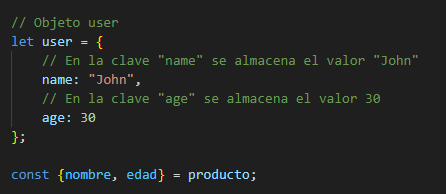 // Objeto user
let user = {
    // En la clave "name" se almacena el valor "John"
    name: "John",
    // En la clave "age" se almacena el valor 30
    age: 30
};
const {nombre, edad} = producto;